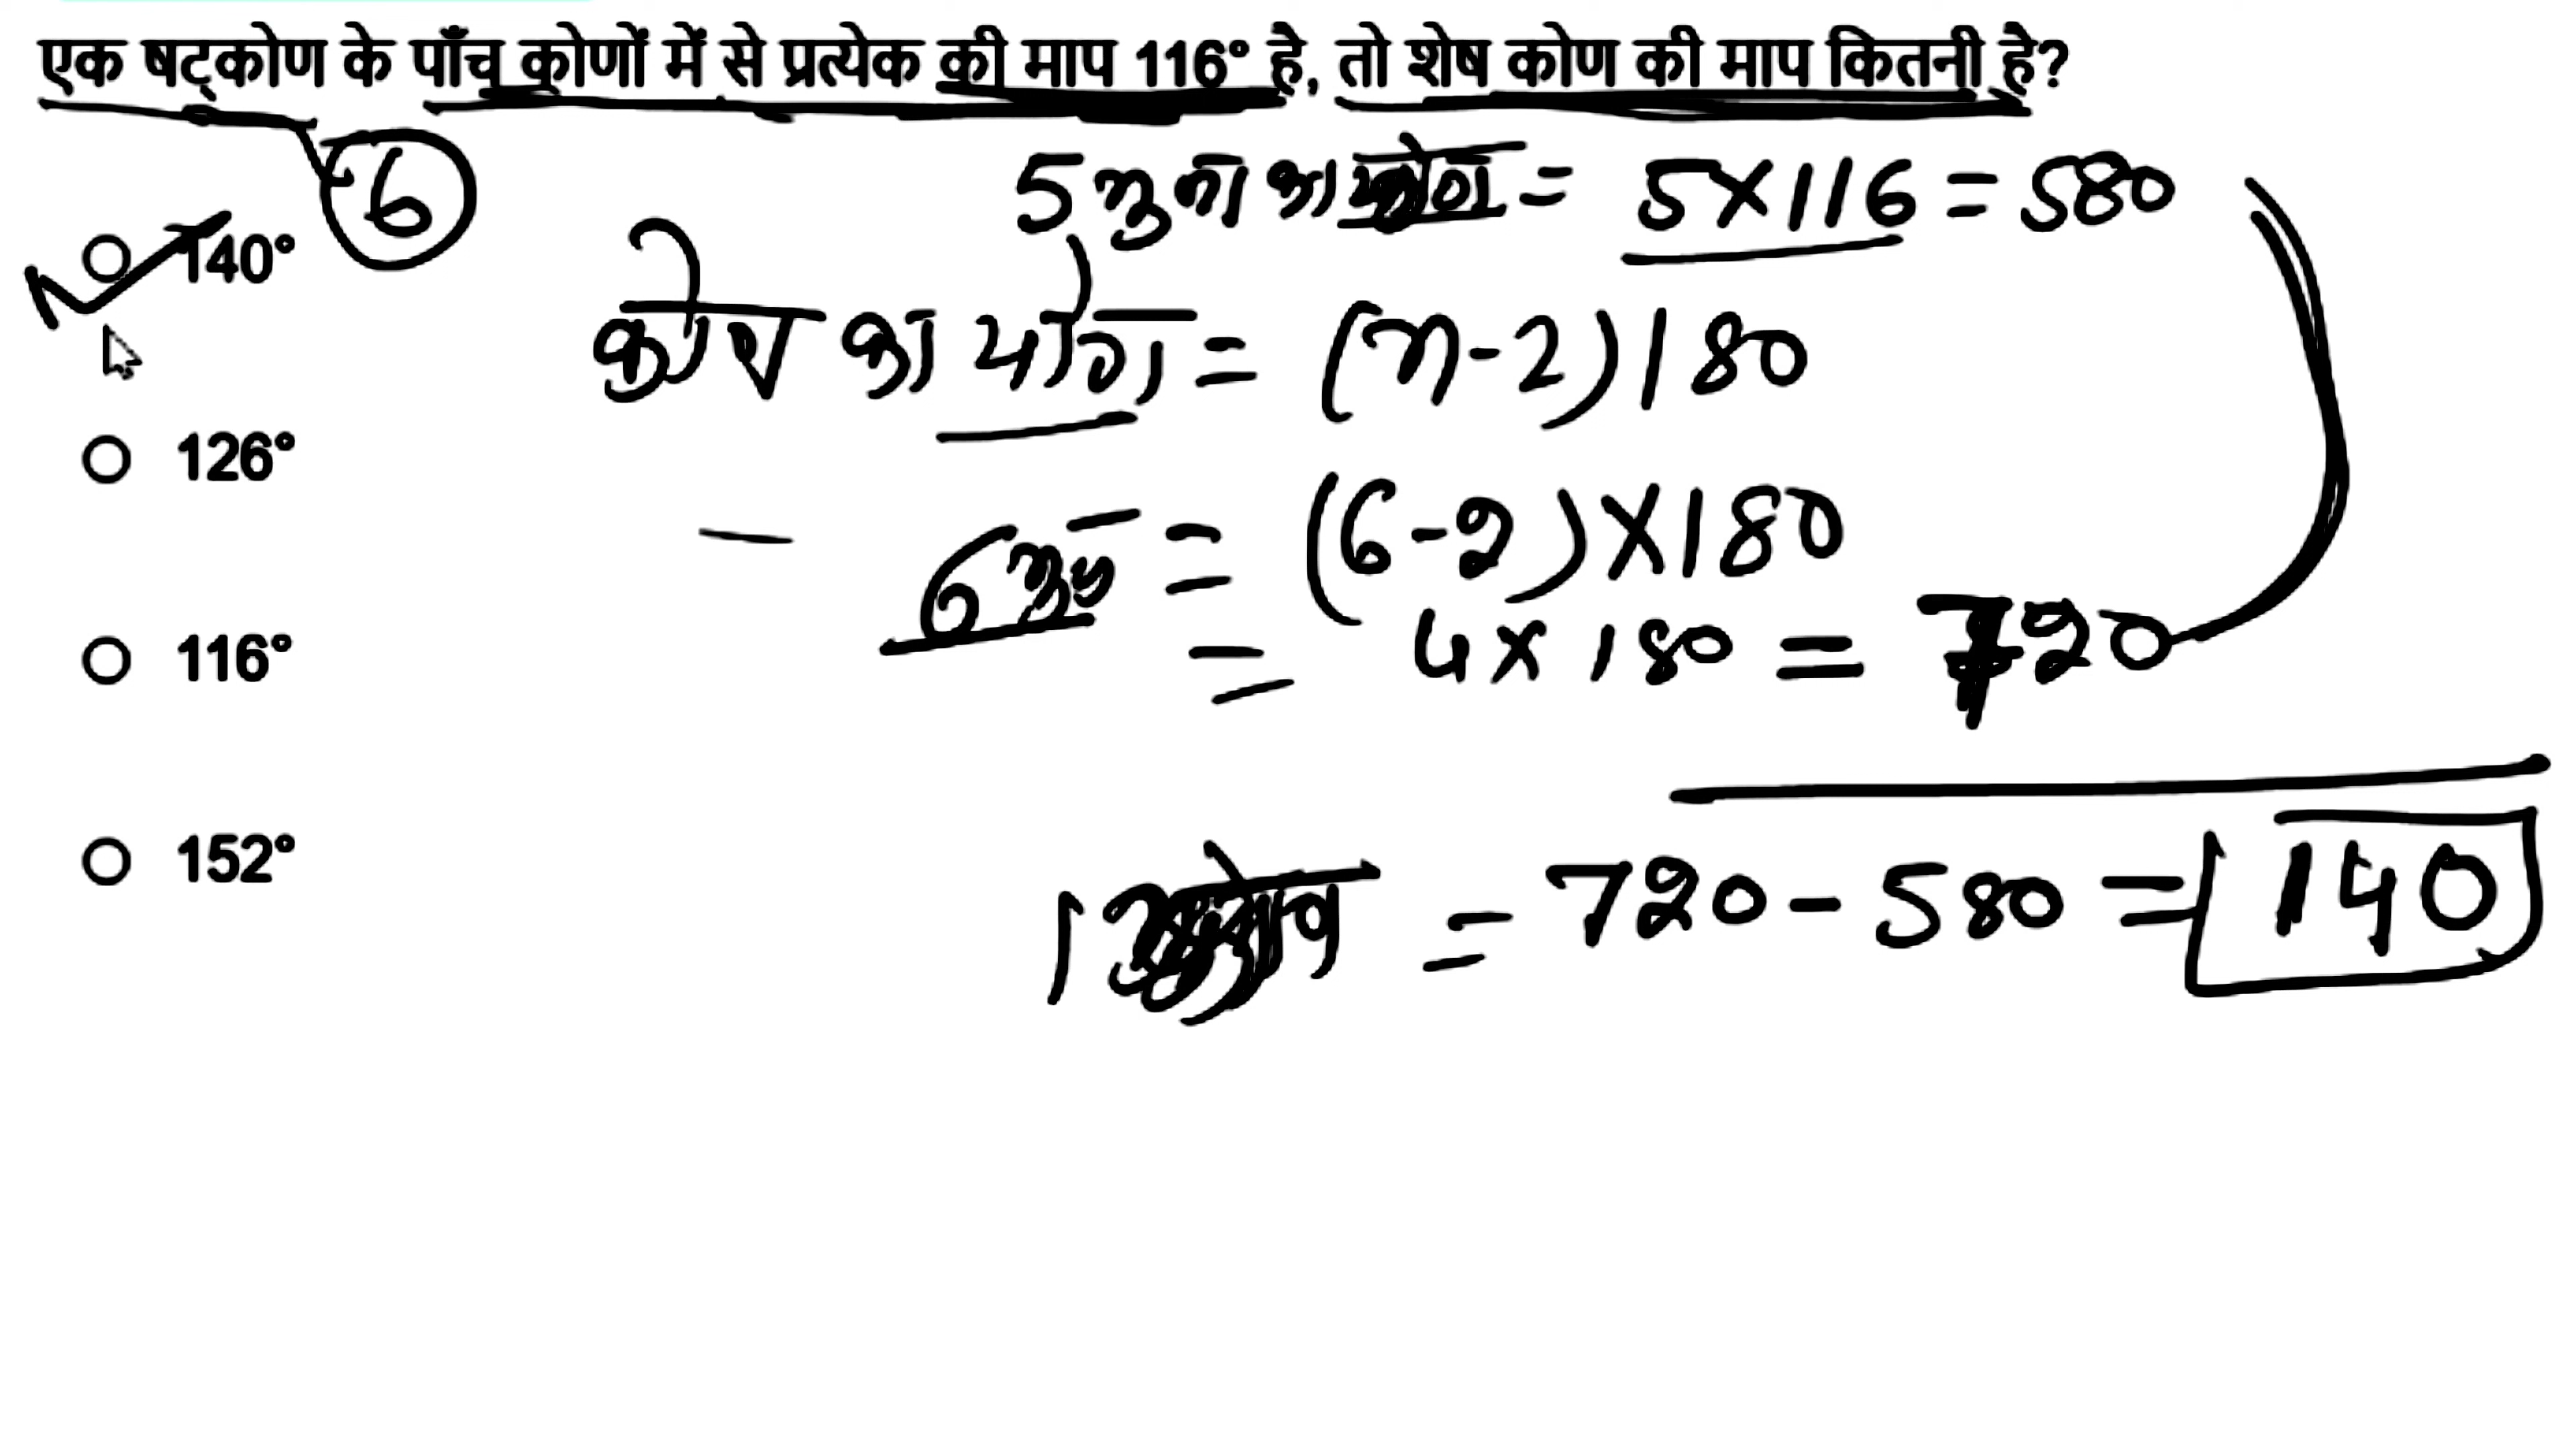 एक षट्कोण के पाँच कोणों में से प्रत्येक की माप 116° है, तो शेष कोण की माप कितनी है?
6
140°
126°
116°
152°
5 भुजा का = 5×116 = 580
कोण का योग = (n-2)180
6 = (6-2)×180
= 4×180 = 720
1 = 720-580 = 140